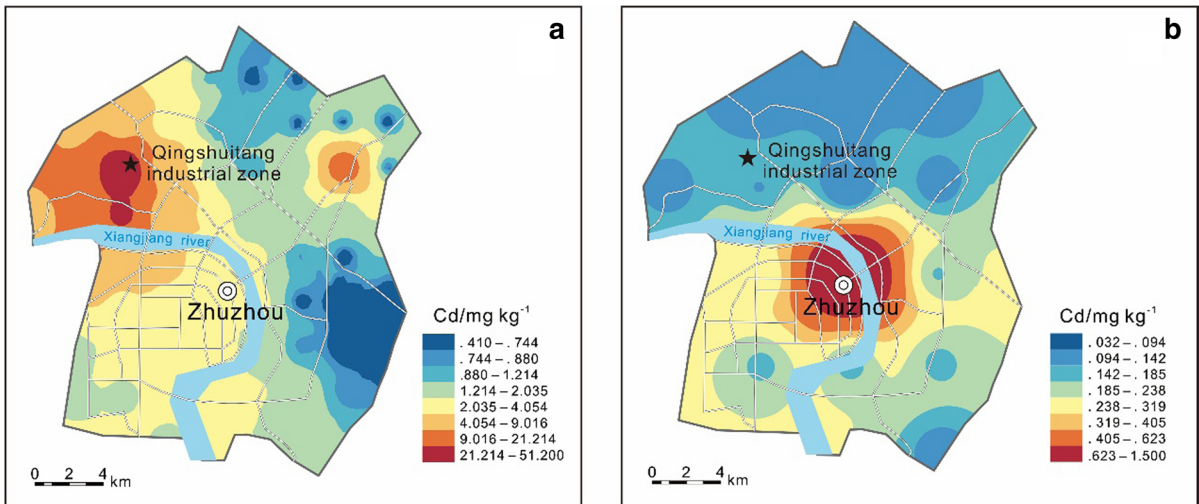 a
Qingshuitang
industrial zone
Xiangjiang river
Zhuzhou
Cd/mg kg⁻¹
.410 – .744
.744 – .880
.880 – 1.214
1.214 – 2.035
2.035 – 4.054
4.054 – 9.016
9.016 – 21.214
21.214 – 51.200
0 2 4
km
b
Qingshuitang
industrial zone
Xiangjiang river
Zhuzhou
Cd/mg kg⁻¹
.032 – .094
.094 – .142
.142 – .185
.185 – .238
.238 – .319
.319 – .405
.405 – .623
.623 – 1.500
0 2 4
km